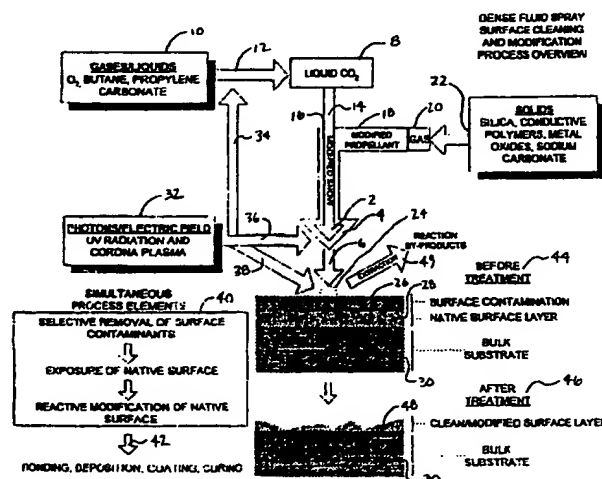 DENSE FLUID SPRAY
SURFACE CLEANING
AND MODIFICATION
PROCESS OVERVIEW
10
12
8
GASES/LIQUIDS
O₂, BUTANE, PROPYLENE
CARBONATE
LIQUID CO₂
22
14
16
18
20
MODIFIED
PROPELLANT
GAS
SOLIDS
SILICA, CONDUCTIVE
POLYMERS, METAL
OXIDES, SODIUM
CARBONATE
MODIFIED SNOW
34
32
2
4
PHOTONS/ELECTRIC FIELD
UV RADIATION AND
CORONA PLASMA
36
6
24
38
REACTION
BY-PRODUCTS
49
BEFORE
TREATMENT
44
26
28
SURFACE CONTAMINATION
NATIVE SURFACE LAYER
BULK
SUBSTRATE
30
SIMULTANEOUS
PROCESS ELEMENTS
40
SELECTIVE REMOVAL OF SURFACE
CONTAMINANTS
EXPOSURE OF NATIVE SURFACE
REACTIVE MODIFICATION OF NATIVE
SURFACE
42
BONDING, DEPOSITION, COATING, CURING
AFTER
TREATMENT
46
48
CLEAN/MODIFIED SURFACE LAYER
BULK
SUBSTRATE
30